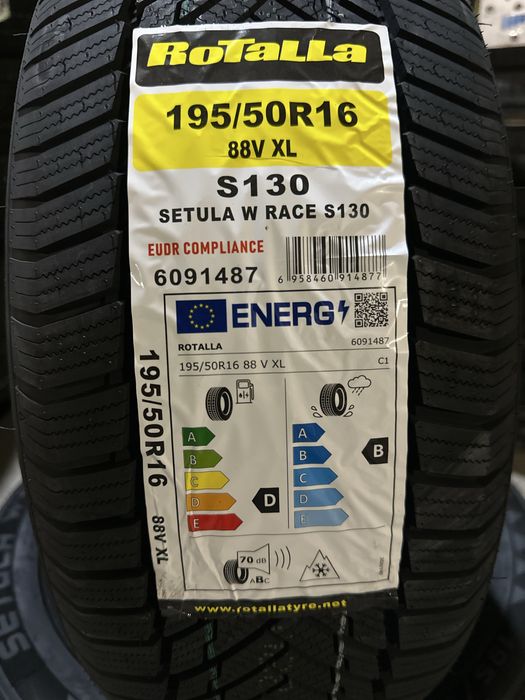 RoTaLLa
195/50R16
88V XL
S130
SETULA W RACE S130
EUDR COMPLIANCE
6091487
6 958460 914877
ENERG
ROTALLA
6091487
195/50R16 88 V XL
C1
A
B
C
D
E
D
A
B
C
D
E
B
70 dB
ABC
195/50R16
88V XL
www.rotallatyre.net